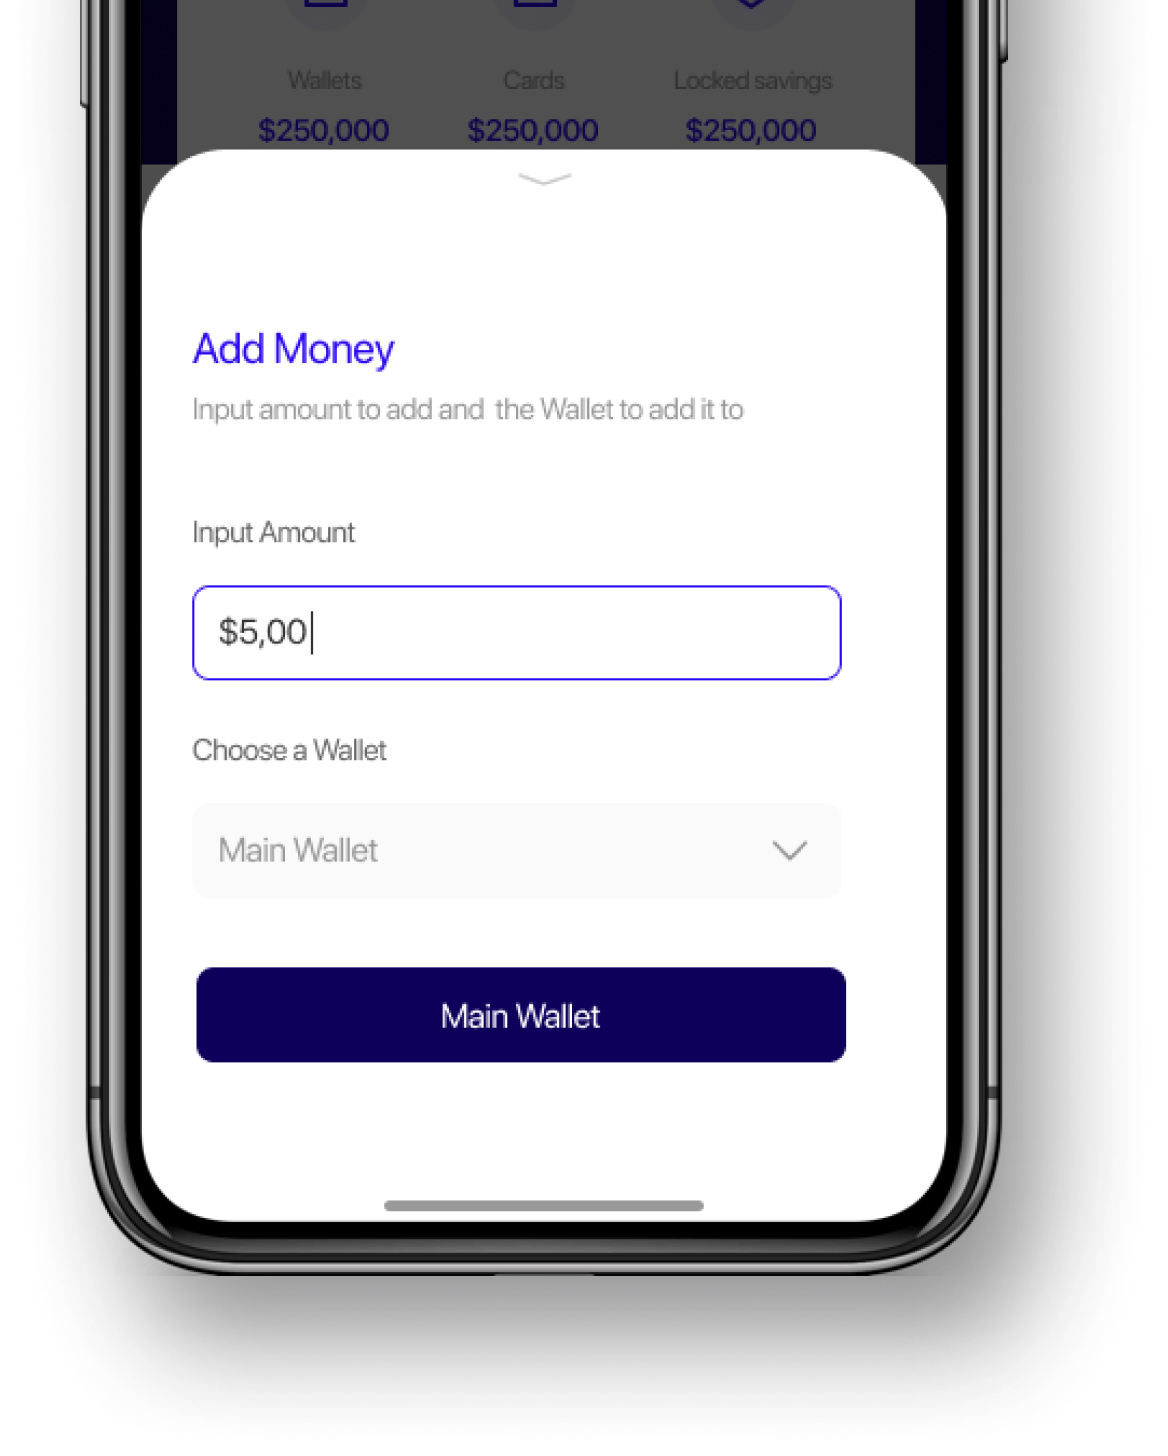 Wallets Cards Locked savings
$250,000 $250,000 $250,000
Add Money
Input amount to add and  the Wallet to add it to
Input Amount
$5,00
Choose a Wallet
Main Wallet
Main Wallet